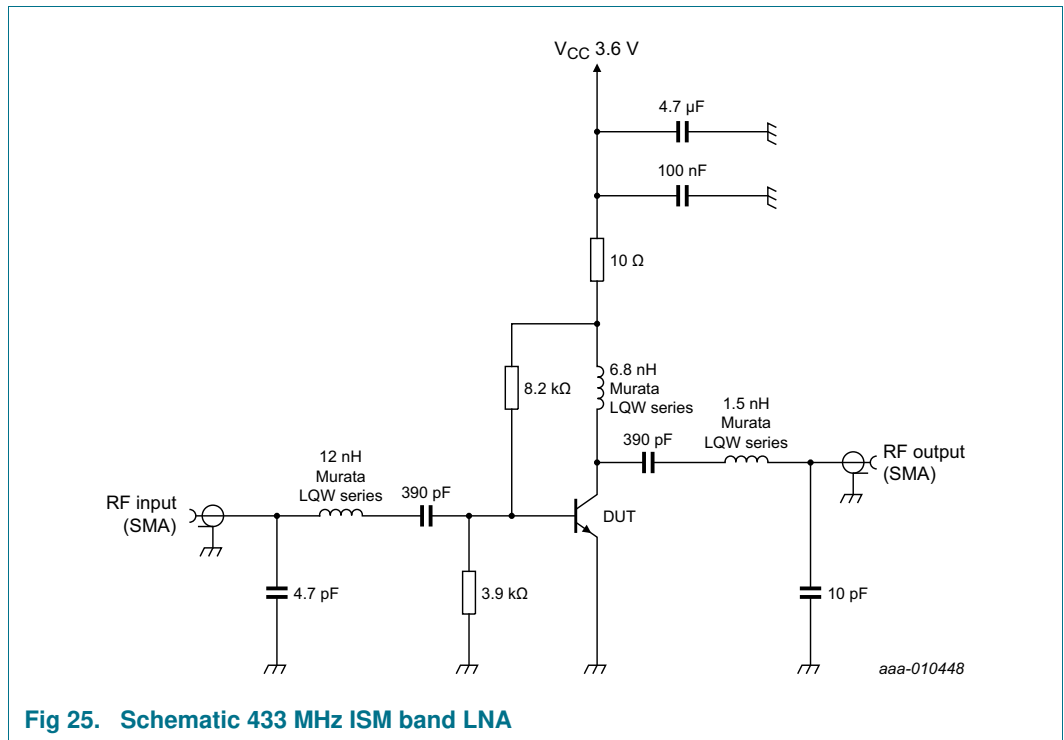 VCC 3.6 V
4.7 µF
100 nF
10 Ω
8.2 kΩ
6.8 nH
Murata
LQW series
1.5 nH
Murata
LQW series
390 pF
RF output
(SMA)
12 nH
Murata
LQW series
390 pF
RF input
(SMA)
DUT
4.7 pF
3.9 kΩ
10 pF
aaa-010448
Fig 25. Schematic 433 MHz ISM band LNA